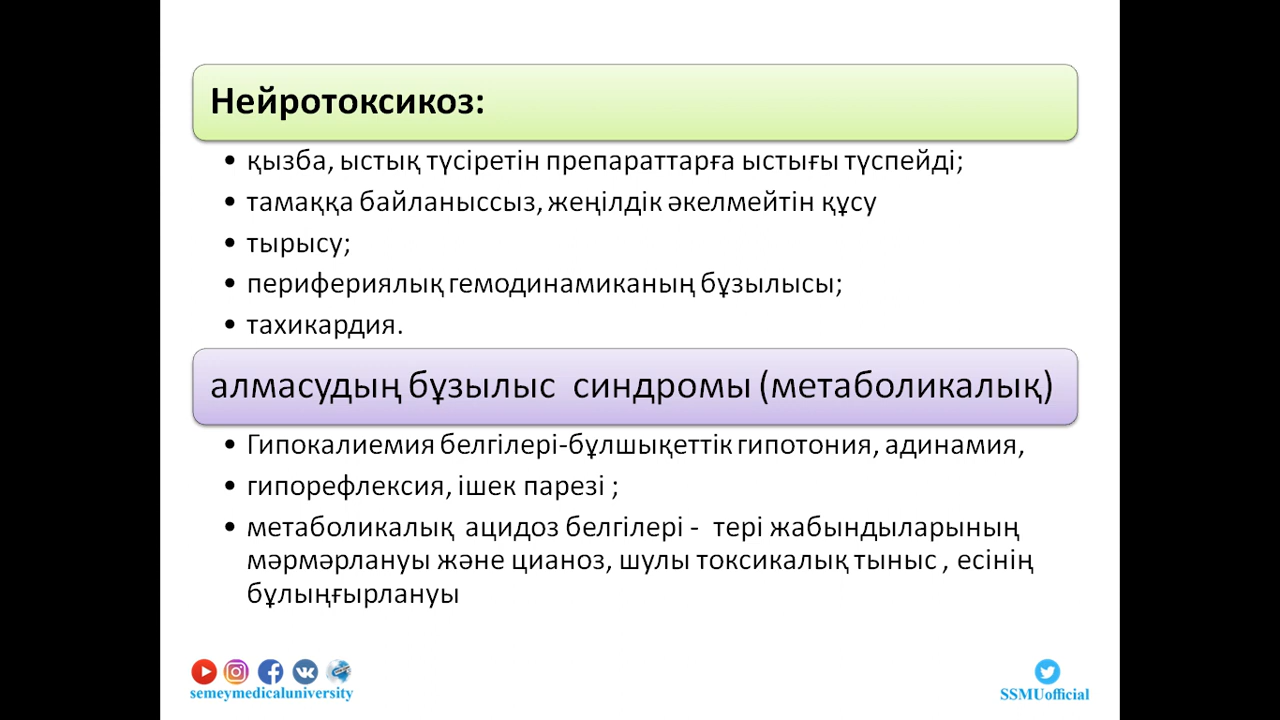 Нейротоксикоз:
• қызба, ыстық түсіретін препараттарға ыстығы түспейді;
• тамаққа байланыссыз, жеңілдік әкелмейтін құсу
• тырысу;
• перифериялық гемодинамиканың бұзылысы;
• тахикардия.
алмасудың бұзылыс синдромы (метаболикалық)
• Гипокалиемия белгілері-бұлшықеттік гипотония, адинамия,
• гипорефлексия, ішек парезі ;
• метаболикалық ацидоз белгілері - тері жабындыларының
мәрмәрлануы және цианоз, шулы токсикалық тыныс , есінің
бұлыңғырлануы
semeymedicaluniversity
SSMUofficial